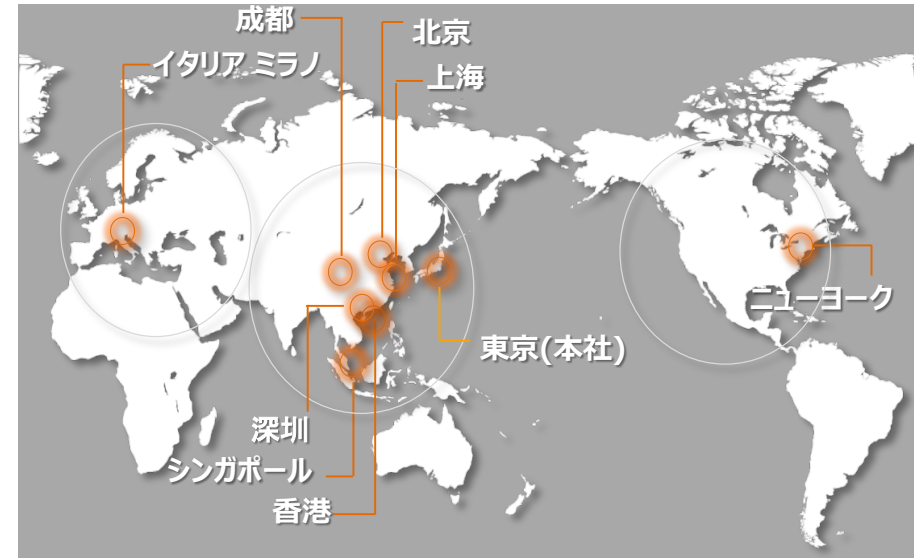 成都
北京
イタリア ミラノ
上海
ニューヨーク
東京(本社)
深圳
シンガポール
香港